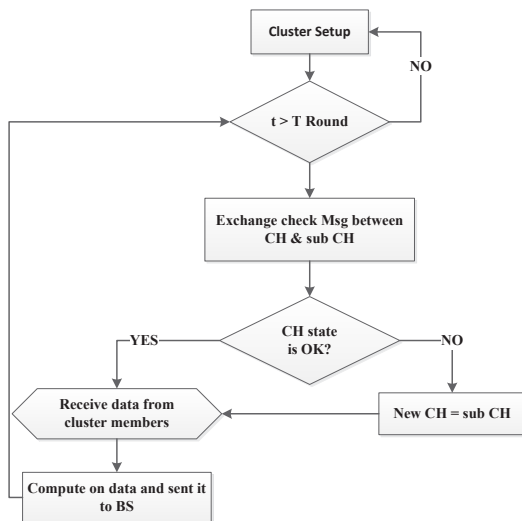 Cluster Setup
NO
t > T Round
Exchange check Msg between
CH & sub CH
CH state
is OK?
YES
NO
Receive data from
cluster members
New CH = sub CH
Compute on data and sent it
to BS